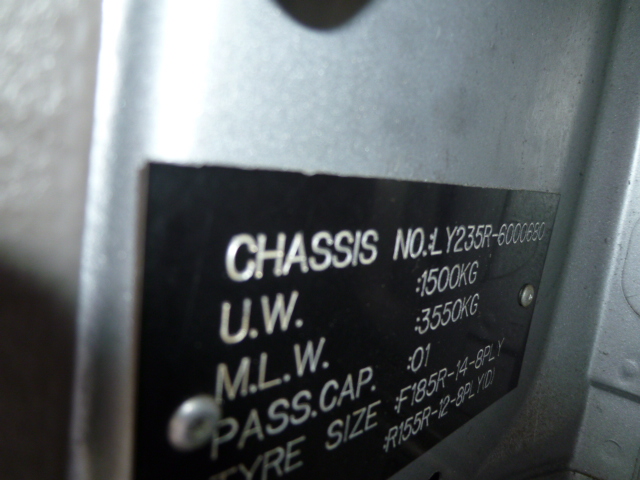 CHASSIS NO.:LY235R-6000680
U.W. :1500KG
M.L.W. :3550KG
PASS.CAP. :01
TYRE SIZE :F185R-14-8PLY
:R155R-12-8PLY(D)